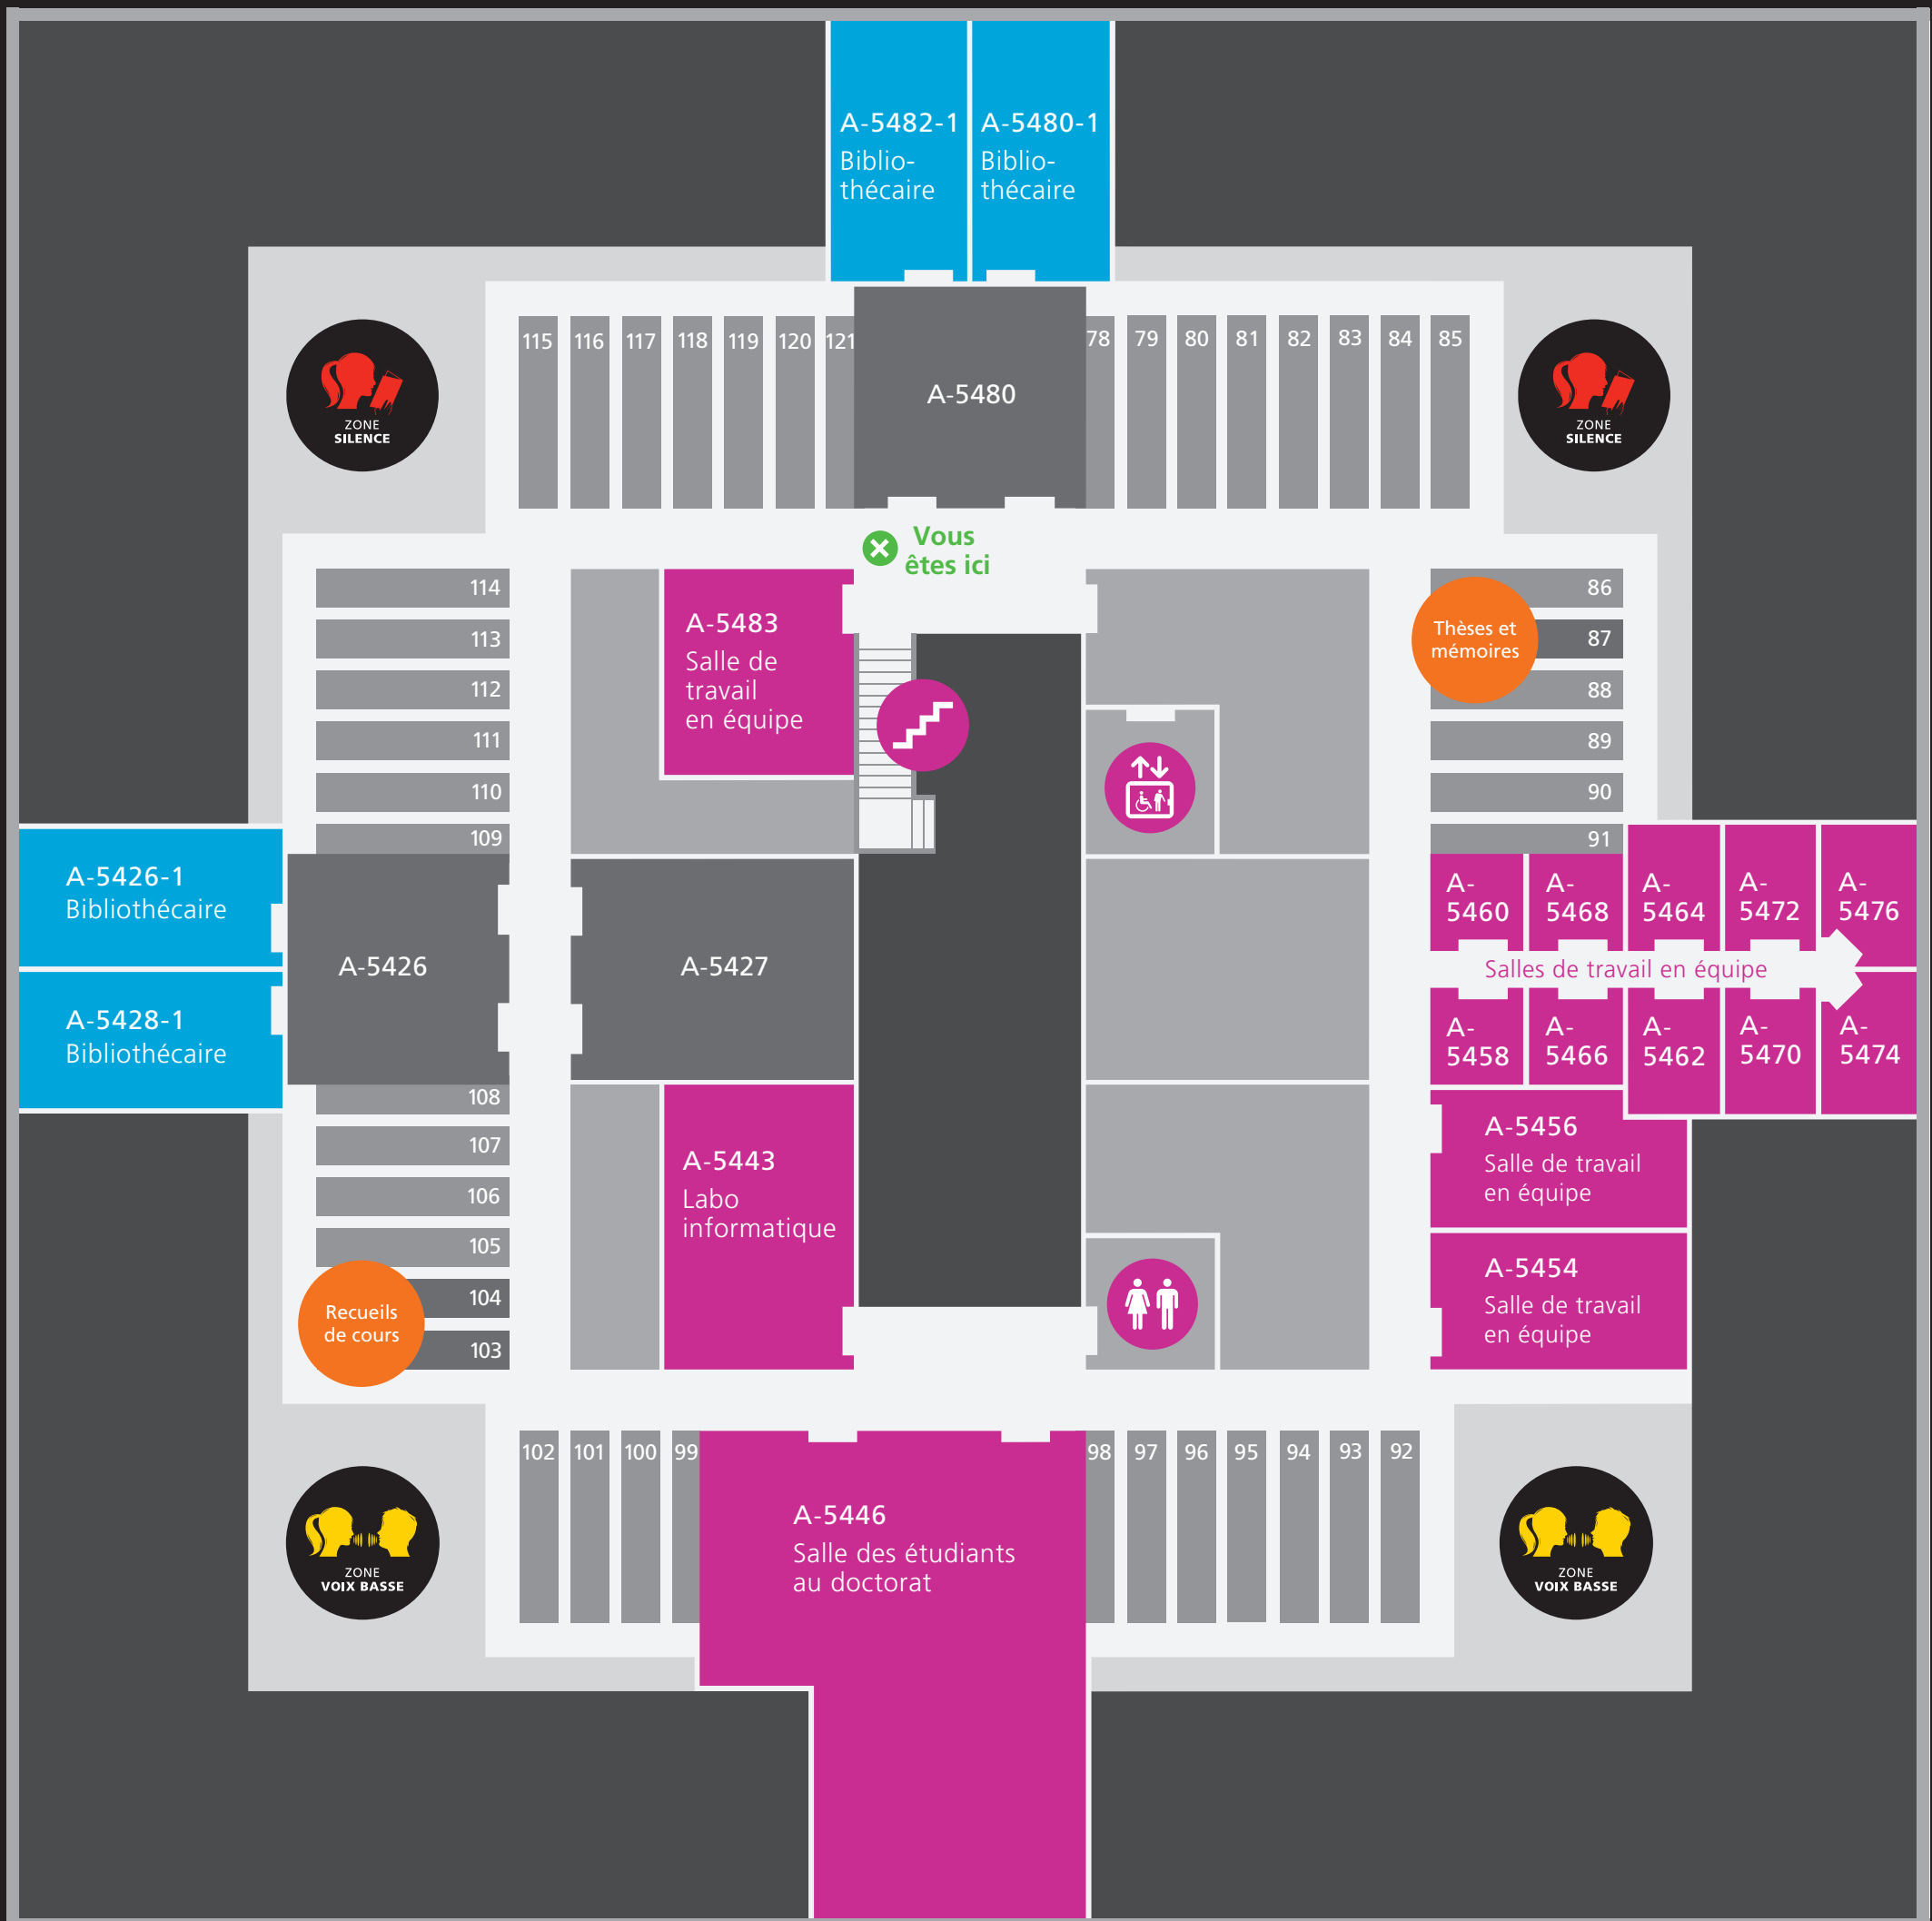 A-5482-1
Biblio-
thécaire
A-5480-1
Biblio-
thécaire
ZONE
SILENCE
115
116
117
118
119
120
121
A-5480
78
79
80
81
82
83
84
85
ZONE
SILENCE
Vous
êtes ici
114
113
112
111
110
109
A-5483
Salle de
travail
en équipe
Thèses et
mémoires
86
87
88
89
90
91
A-5426-1
Bibliothécaire
A-5428-1
Bibliothécaire
A-5426
A-5427
A-
5460
A-
5468
A-
5464
A-
5472
A-
5476
Salles de travail en équipe
A-
5458
A-
5466
A-
5462
A-
5470
A-
5474
108
107
106
105
104
103
Recueils
de cours
A-5443
Labo
informatique
A-5456
Salle de travail
en équipe
A-5454
Salle de travail
en équipe
102
101
100
99
98
97
96
95
94
93
92
A-5446
Salle des étudiants
au doctorat
ZONE
VOIX BASSE
ZONE
VOIX BASSE